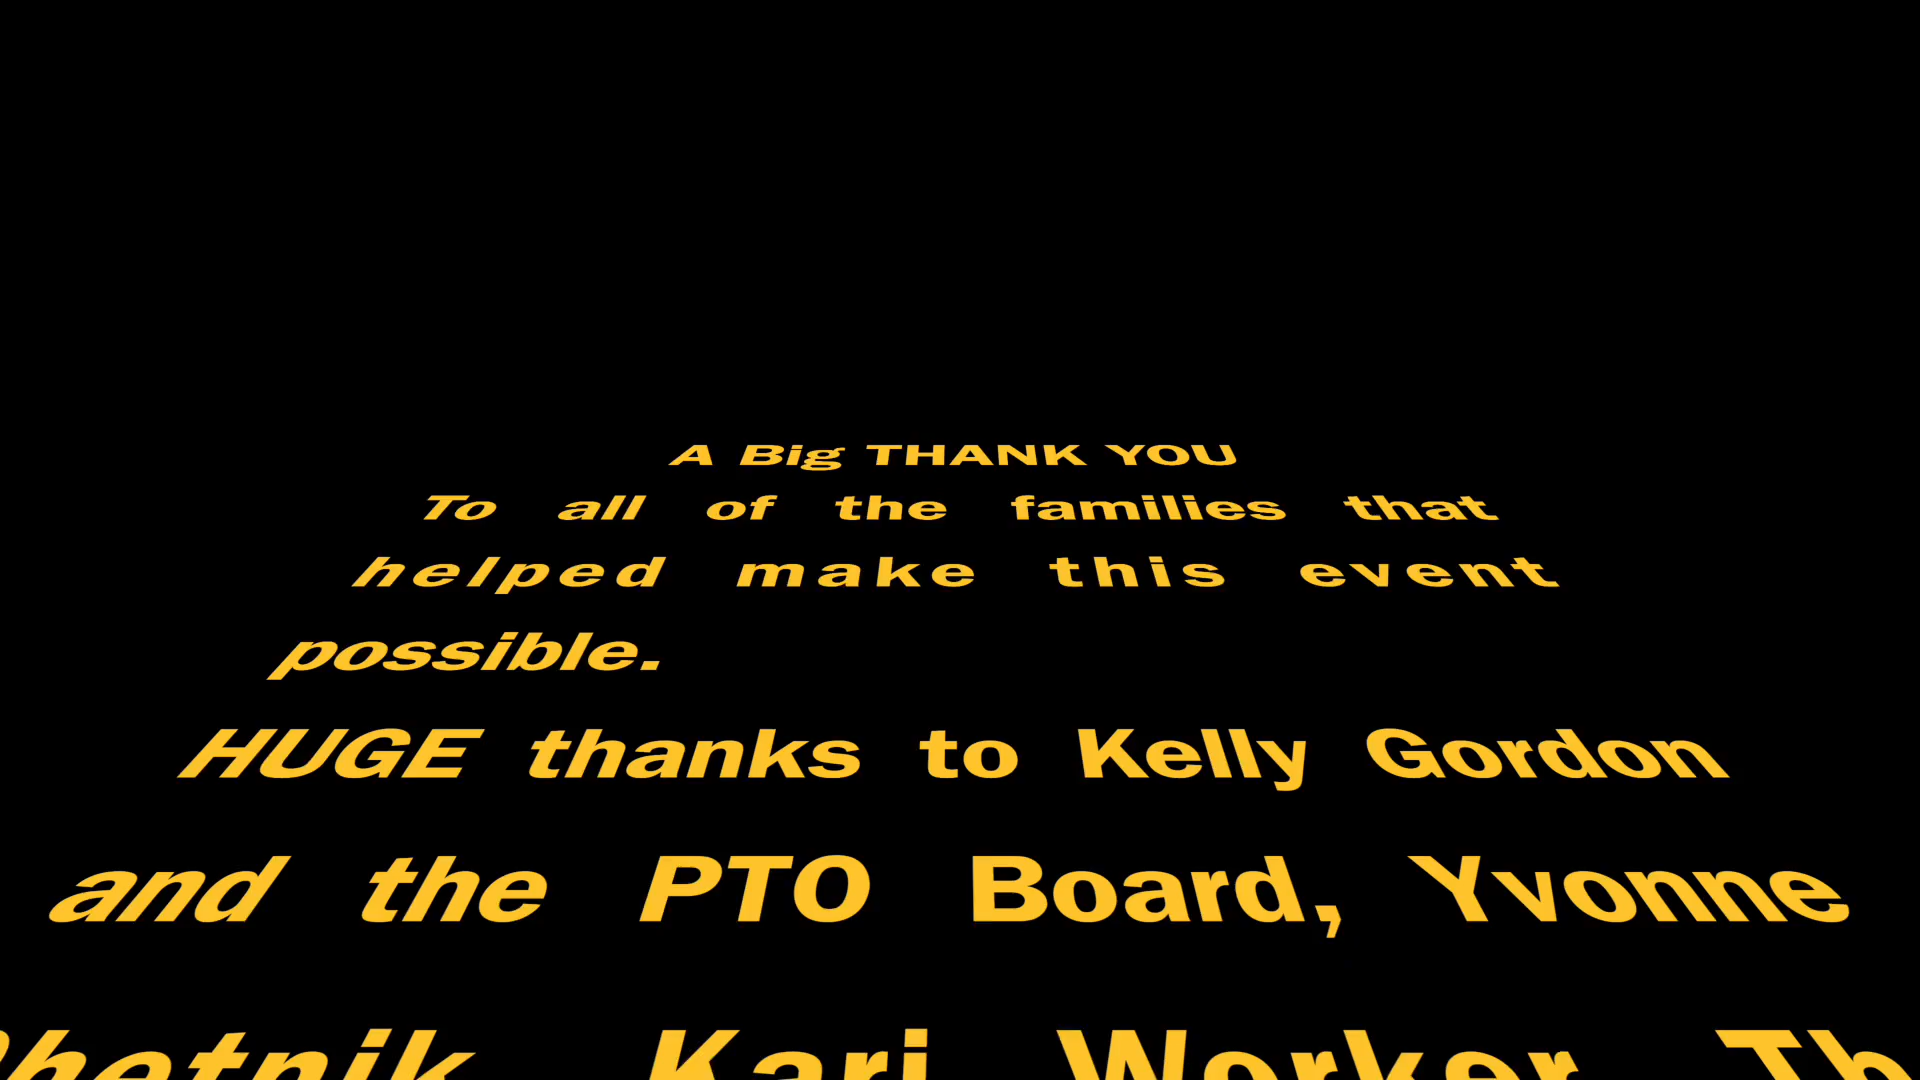 A Big THANK YOU
To all of the families that
helped make this event
possible.
HUGE thanks to Kelly Gordon
and the PTO Board, Yvonne
Kari Worker